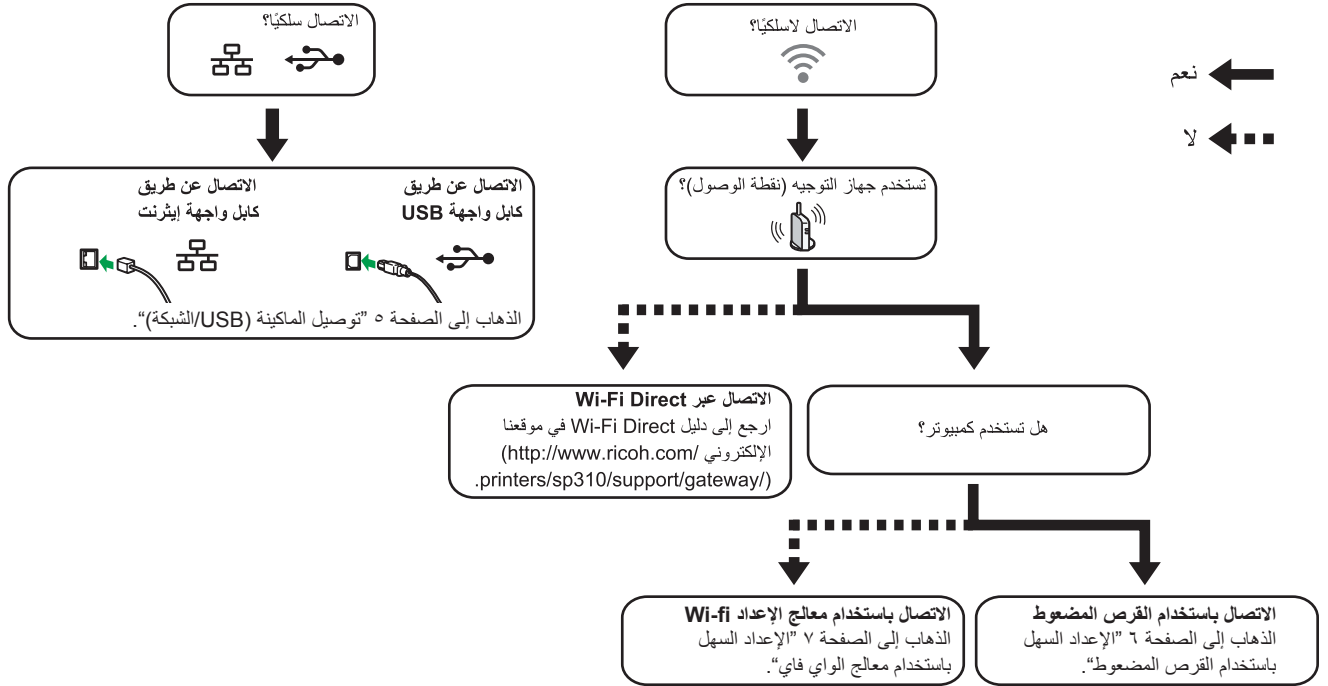 الاتصال سلكيًا؟
الاتصال لاسلكيًا؟
نعم
لا
الاتصال عن طريق
كابل واجهة USB
الاتصال عن طريق
كابل واجهة إيثرنت
الذهاب إلى الصفحة ٥ "توصيل الماكينة (USB/الشبكة)“.
تستخدم جهاز التوجيه (نقطة الوصول)؟
الاتصال عبر Wi-Fi Direct
ارجع إلى دليل Wi-Fi Direct في موقعنا
الإلكتروني (http://www.ricoh.com/
printers/sp310/support/gateway/).
هل تستخدم كمبيوتر؟
الاتصال باستخدام القرص المضعوط
الذهاب إلى الصفحة ٦ "الإعداد السهل
باستخدام القرص المضعوط“.
الاتصال باستخدام معالج الإعداد Wi-fi
الذهاب إلى الصفحة ٧ "الإعداد السهل
باستخدام معالج الواي فاي“.